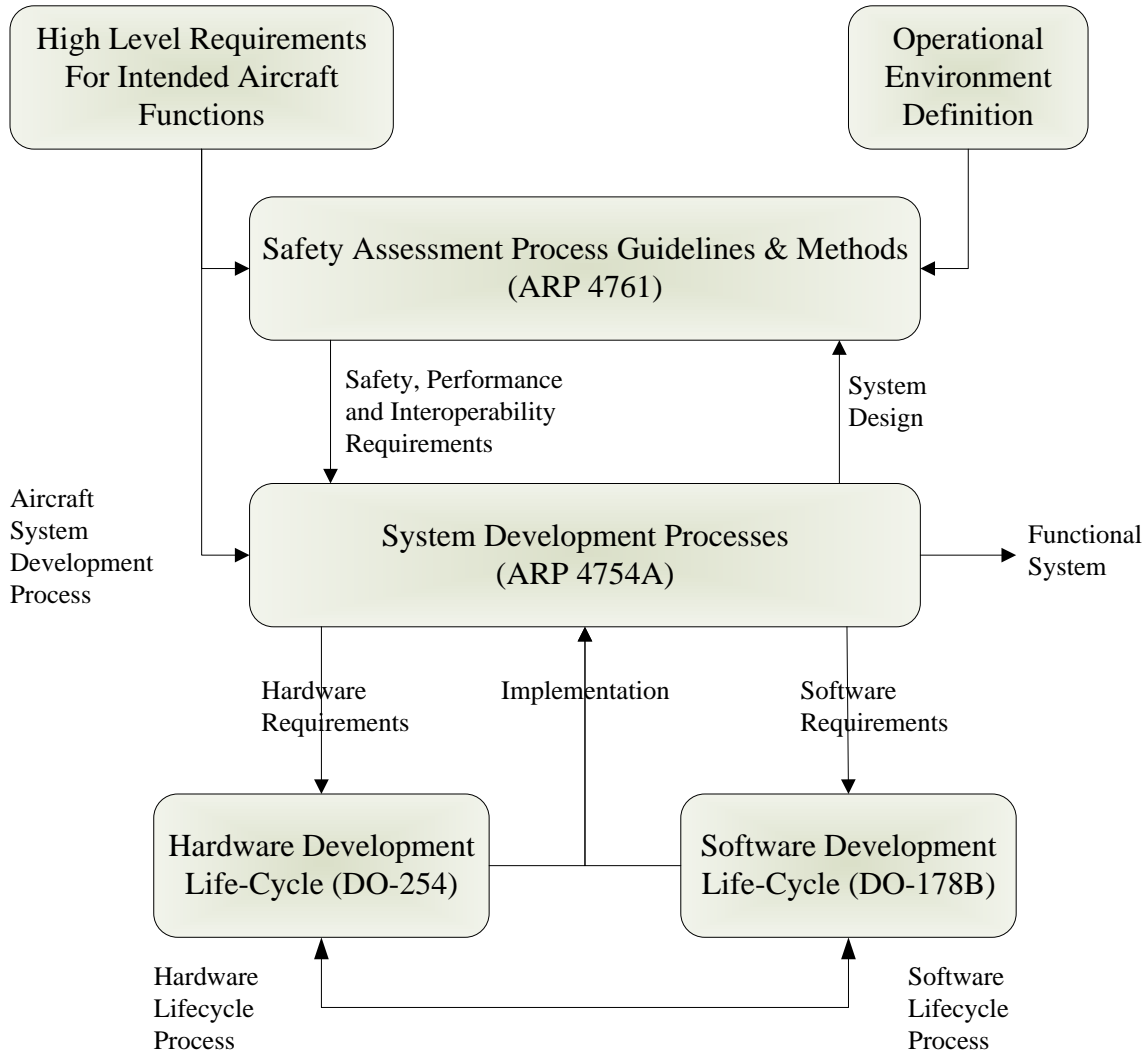 High Level Requirements
For Intended Aircraft
Functions
Operational
Environment
Definition
Safety Assessment Process Guidelines & Methods
(ARP 4761)
Safety, Performance
and Interoperability
Requirements
System
Design
Aircraft
System
Development
Process
System Development Processes
(ARP 4754A)
Functional
System
Hardware
Requirements
Implementation
Software
Requirements
Hardware Development
Life-Cycle (DO-254)
Software Development
Life-Cycle (DO-178B)
Hardware
Lifecycle
Process
Software
Lifecycle
Process